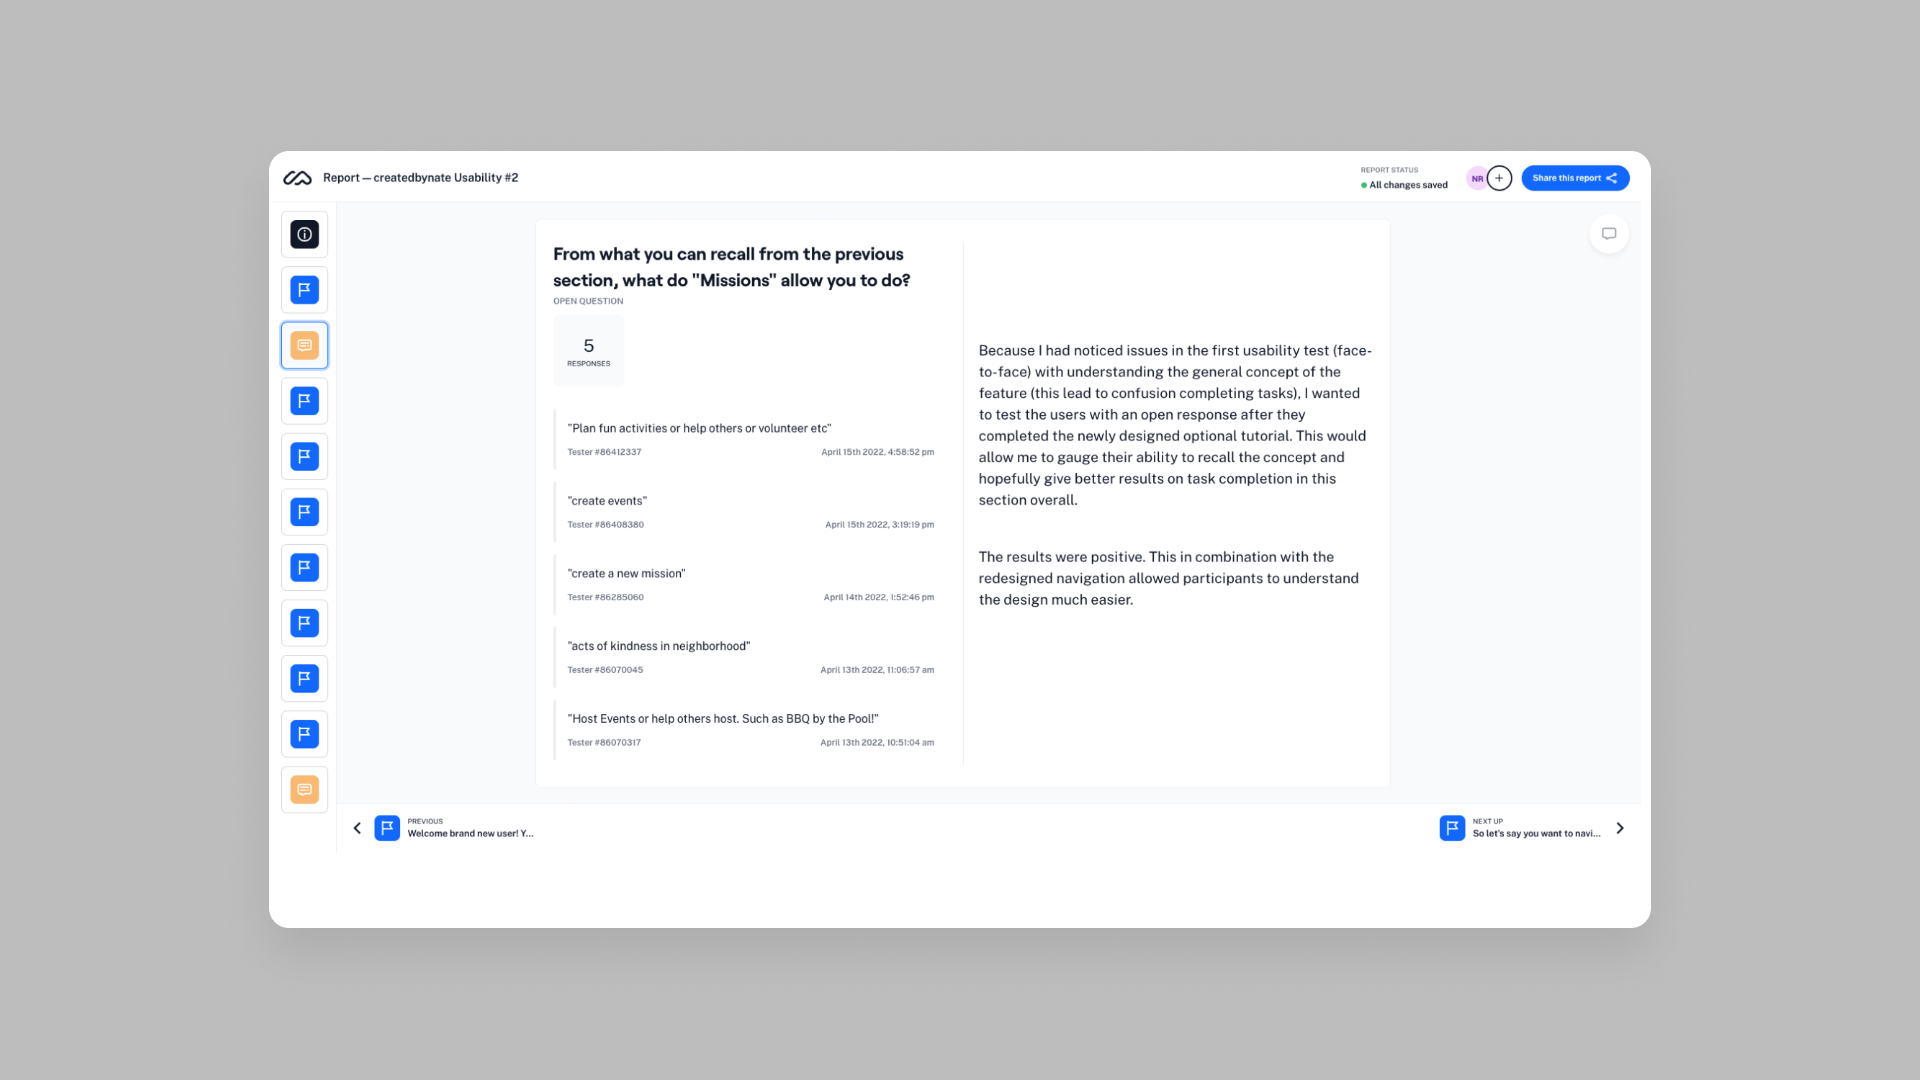 Report — createdbynate Usability #2
REPORT STATUS
All changes saved
NR
Share this report
From what you can recall from the previous
section, what do "Missions" allow you to do?
OPEN QUESTION
5
RESPONSES
"Plan fun activities or help others or volunteer etc"
Tester #86412337 April 15th 2022, 4:58:52 pm
"create events"
Tester #86408380 April 15th 2022, 3:19:19 pm
"create a new mission"
Tester #86285060 April 14th 2022, 1:52:46 pm
"acts of kindness in neighborhood"
Tester #86070045 April 13th 2022, 11:06:57 am
"Host Events or help others host. Such as BBQ by the Pool!"
Tester #86070317 April 13th 2022, 10:51:04 am
Because I had noticed issues in the first usability test (face-
to-face) with understanding the general concept of the
feature (this lead to confusion completing tasks), I wanted
to test the users with an open response after they
completed the newly designed optional tutorial. This would
allow me to gauge their ability to recall the concept and
hopefully give better results on task completion in this
section overall.
The results were positive. This in combination with the
redesigned navigation allowed participants to understand
the design much easier.
PREVIOUS
Welcome brand new user! Y...
NEXT UP
So let's say you want to navi...